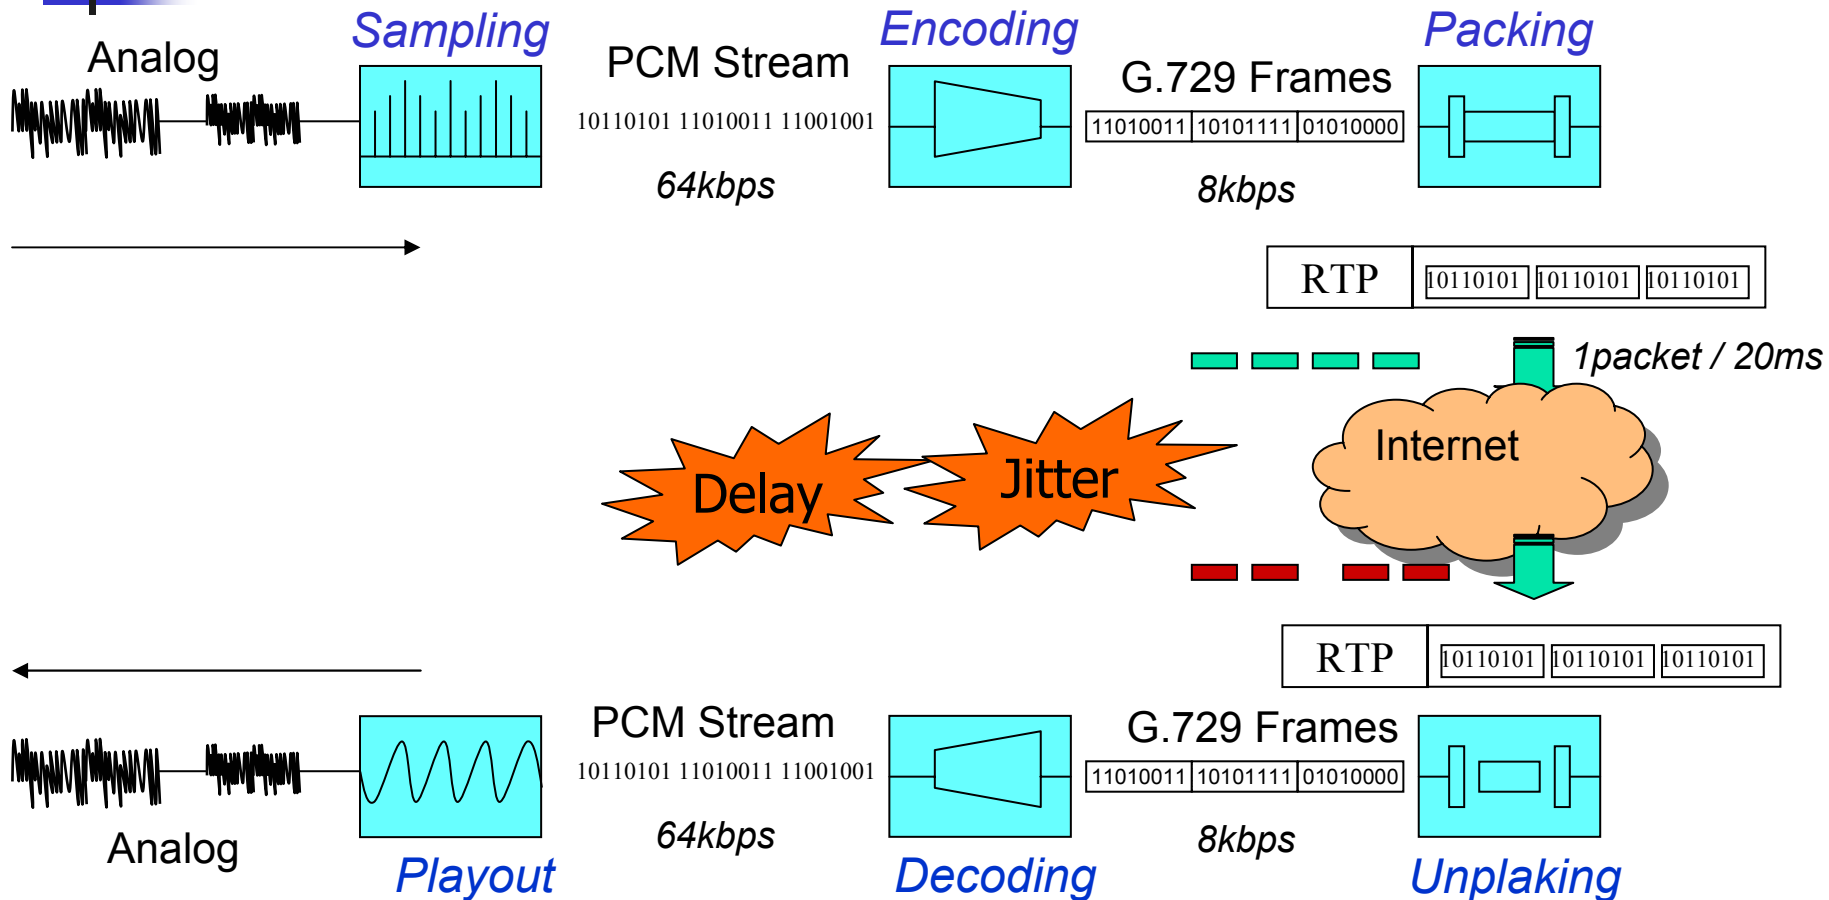 Sampling
Encoding
Packing
Analog
PCM Stream
G.729 Frames
10110101 11010011 11001001
11010011 10101111 01010000
64kbps
8kbps
RTP 10110101 10110101 10110101
1packet / 20ms
Internet
Delay
Jitter
RTP 10110101 10110101 10110101
PCM Stream
G.729 Frames
10110101 11010011 11001001
11010011 10101111 01010000
64kbps
8kbps
Analog
Playout
Decoding
Unplaking